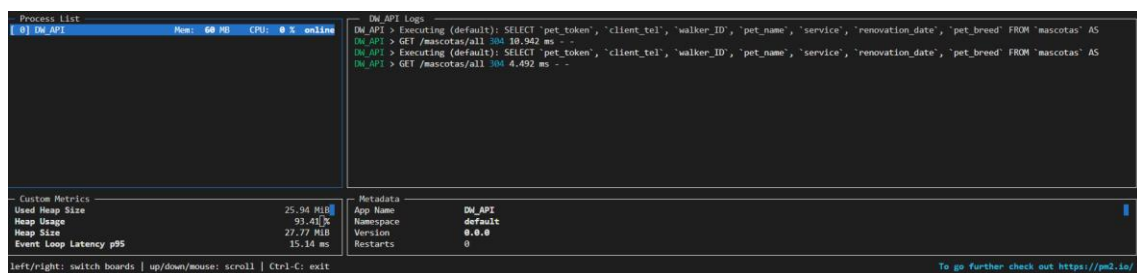 Process List
[ 0] DW_API Mem: 60 MB CPU: 0 % online
DW_API Logs
DW_API > Executing (default): SELECT `pet_token`, `client_tel`, `walker_ID`, `pet_name`, `service`, `renovation_date`, `pet_breed` FROM `mascotas` AS
DW_API > GET /mascotas/all 304 10.942 ms - -
DW_API > Executing (default): SELECT `pet_token`, `client_tel`, `walker_ID`, `pet_name`, `service`, `renovation_date`, `pet_breed` FROM `mascotas` AS
DW_API > GET /mascotas/all 304 4.492 ms - -
Custom Metrics
Used Heap Size 25.94 MiB
Heap Usage 93.41 %
Heap Size 27.77 MiB
Event Loop Latency p95 15.14 ms
Metadata
App Name DW_API
Namespace default
Version 0.0.0
Restarts 0
left/right: switch boards | up/down/mouse: scroll | Ctrl-C: exit
To go further check out https://pm2.io/